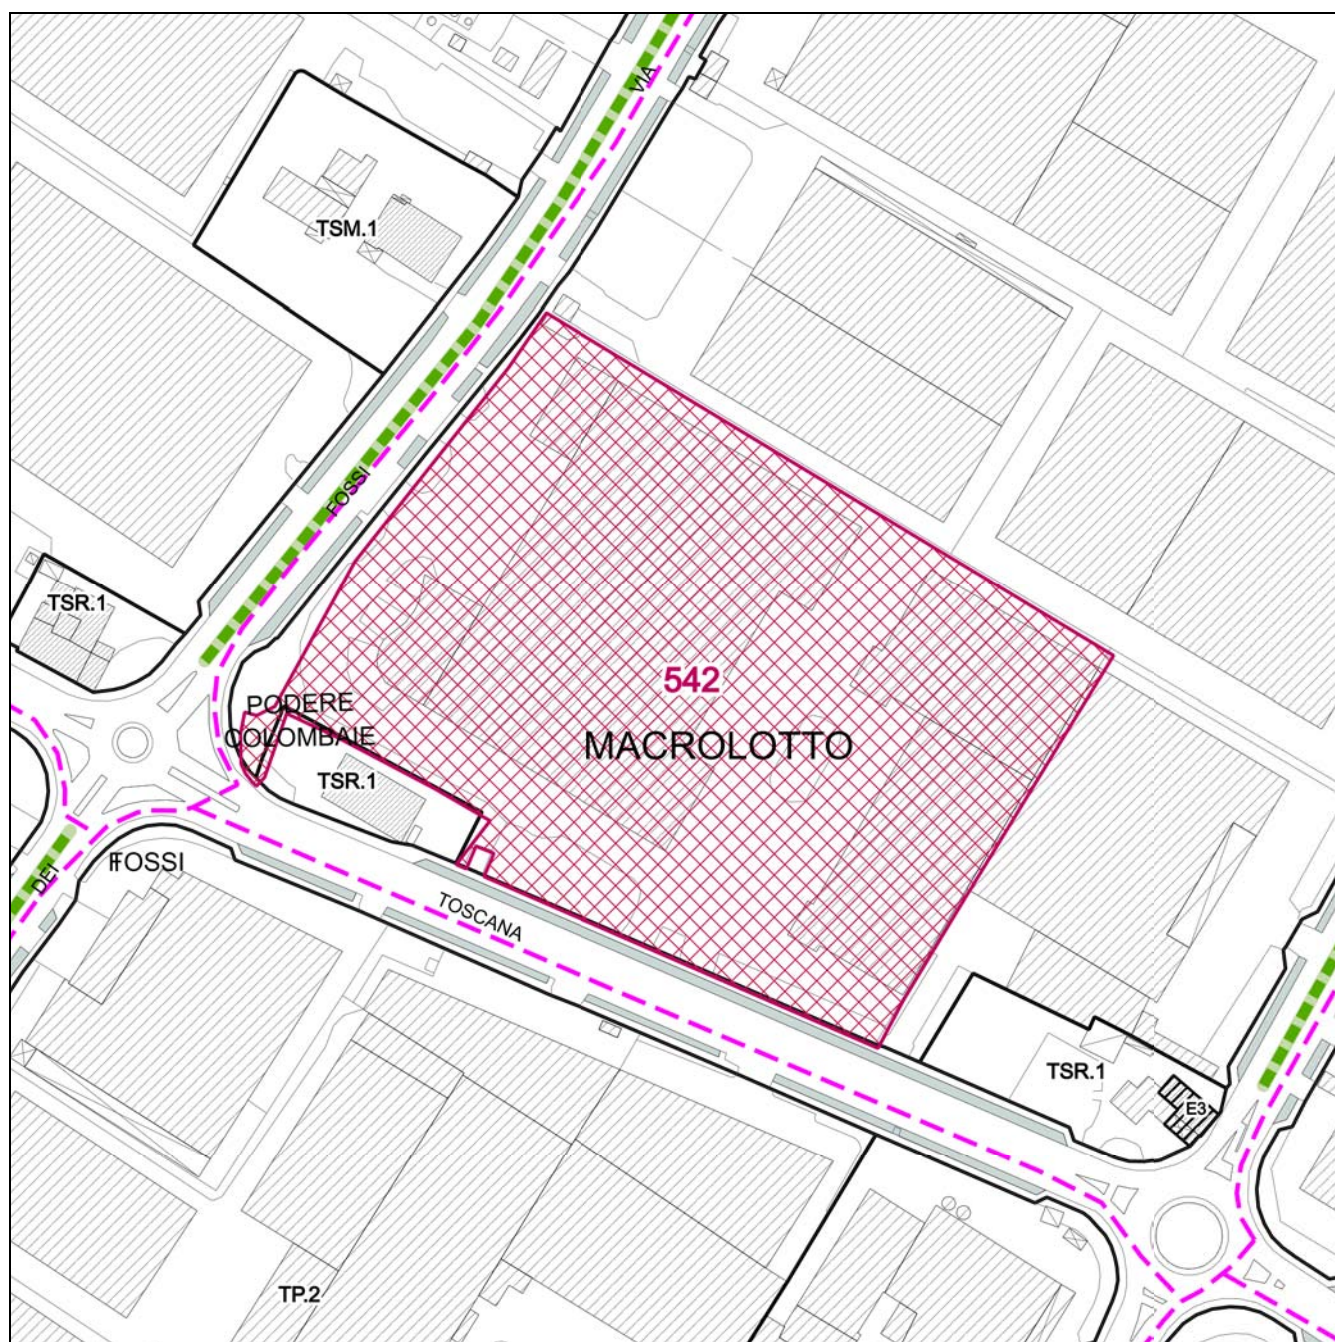 VIA
TSM.1
FOSSI
TSR.1
542
PODERE
COLOMBAIE
MACROLOTTO
TSR.1
DEI
FOSSI
TOSCANA
TSR.1
E3
TP.2